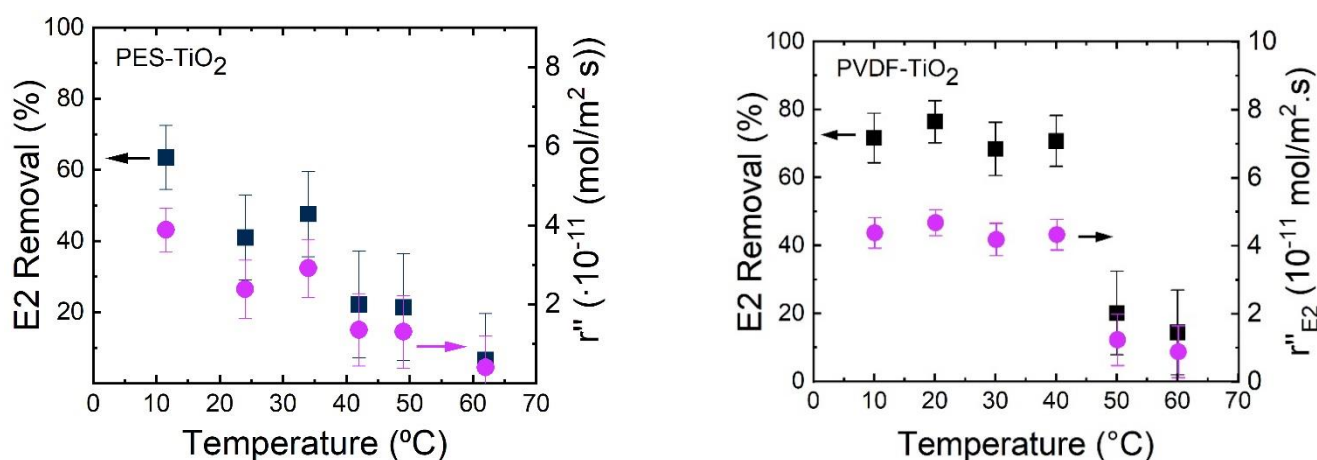 PES-TiO₂
E2 Removal (%)
100
80
60
40
20
0 10 20 30 40 50 60 70
Temperature (ºC)
8
6
4
2
r'' (·10⁻¹¹ (mol/m² s))
PVDF-TiO₂
E2 Removal (%)
100
80
60
40
20
0
0 10 20 30 40 50 60 70
Temperature (°C)
10
8
6
4
2
0
r''E2 (10⁻¹¹ mol/m².s)